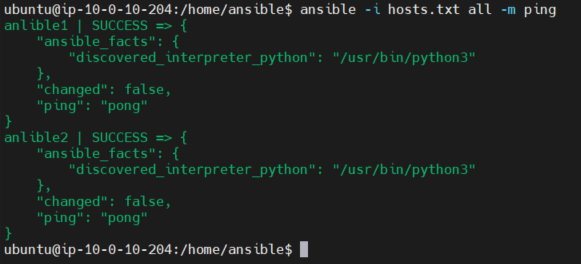 ubuntu@ip-10-0-10-204:/home/ansible$ ansible -i hosts.txt all -m ping
anlible1 | SUCCESS => {
    "ansible_facts": {
        "discovered_interpreter_python": "/usr/bin/python3"
    },
    "changed": false,
    "ping": "pong"
}
anlible2 | SUCCESS => {
    "ansible_facts": {
        "discovered_interpreter_python": "/usr/bin/python3"
    },
    "changed": false,
    "ping": "pong"
}
ubuntu@ip-10-0-10-204:/home/ansible$